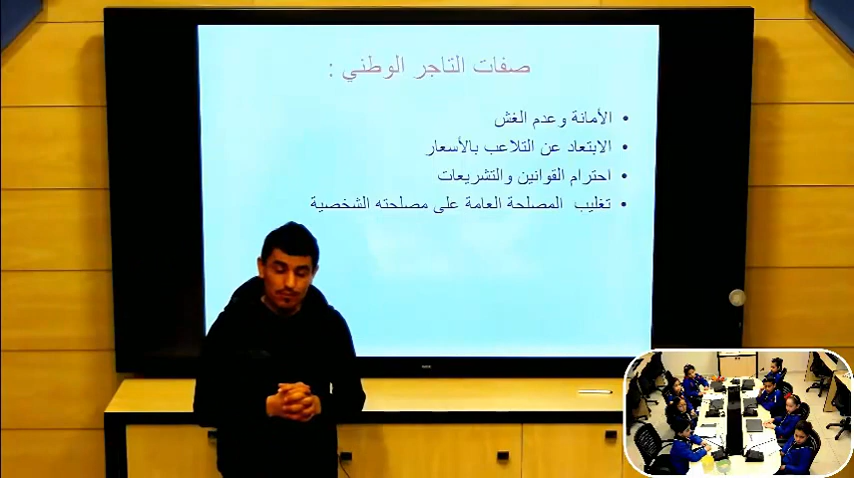 صفات التاجر الوطني :
• الأمانة وعدم الغش
• الابتعاد عن التلاعب بالأسعار
• احترام القوانين والتشريعات
• تغليب المصلحة العامة على مصلحته الشخصية